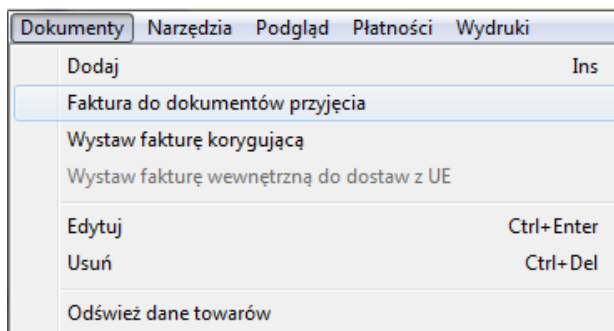 Dokumenty Narzędzia Podgląd Płatności Wydruki
Dodaj Ins
Faktura do dokumentów przyjęcia
Wystaw fakturę korygującą
Wystaw fakturę wewnętrzną do dostaw z UE
Edytuj Ctrl+Enter
Usuń Ctrl+Del
Odśwież dane towarów